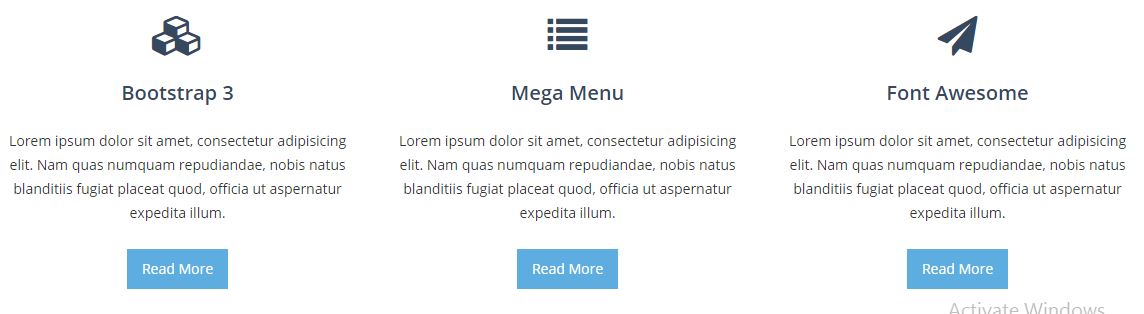 Bootstrap 3
Lorem ipsum dolor sit amet, consectetur adipisicing
elit. Nam quas numquam repudiandae, nobis natus
blanditiis fugiat placeat quod, officia ut aspernatur
expedita illum.
Read More
Mega Menu
Lorem ipsum dolor sit amet, consectetur adipisicing
elit. Nam quas numquam repudiandae, nobis natus
blanditiis fugiat placeat quod, officia ut aspernatur
expedita illum.
Read More
Font Awesome
Lorem ipsum dolor sit amet, consectetur adipisicing
elit. Nam quas numquam repudiandae, nobis natus
blanditiis fugiat placeat quod, officia ut aspernatur
expedita illum.
Read More
Activate Windows